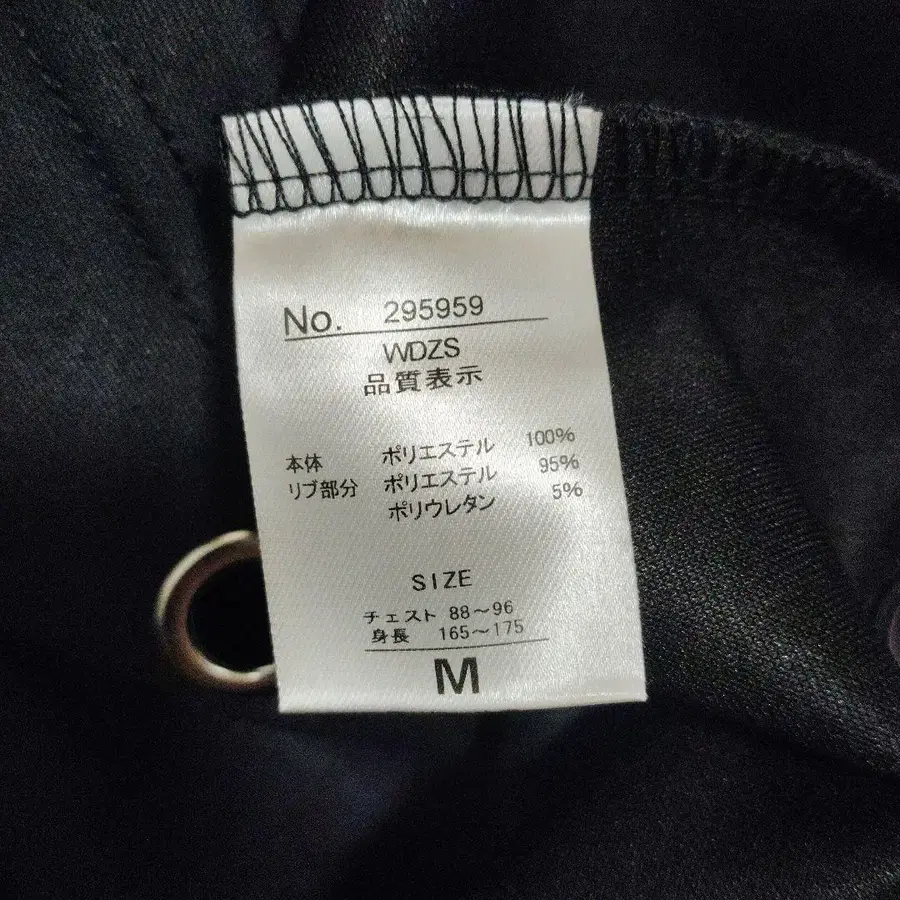 No. 295959
WDZS
品質表示
本体 ポリエステル 100%
リブ部分 ポリエステル 95%
ポリウレタン 5%
SIZE
チェスト 88～96
身長 165～175
M